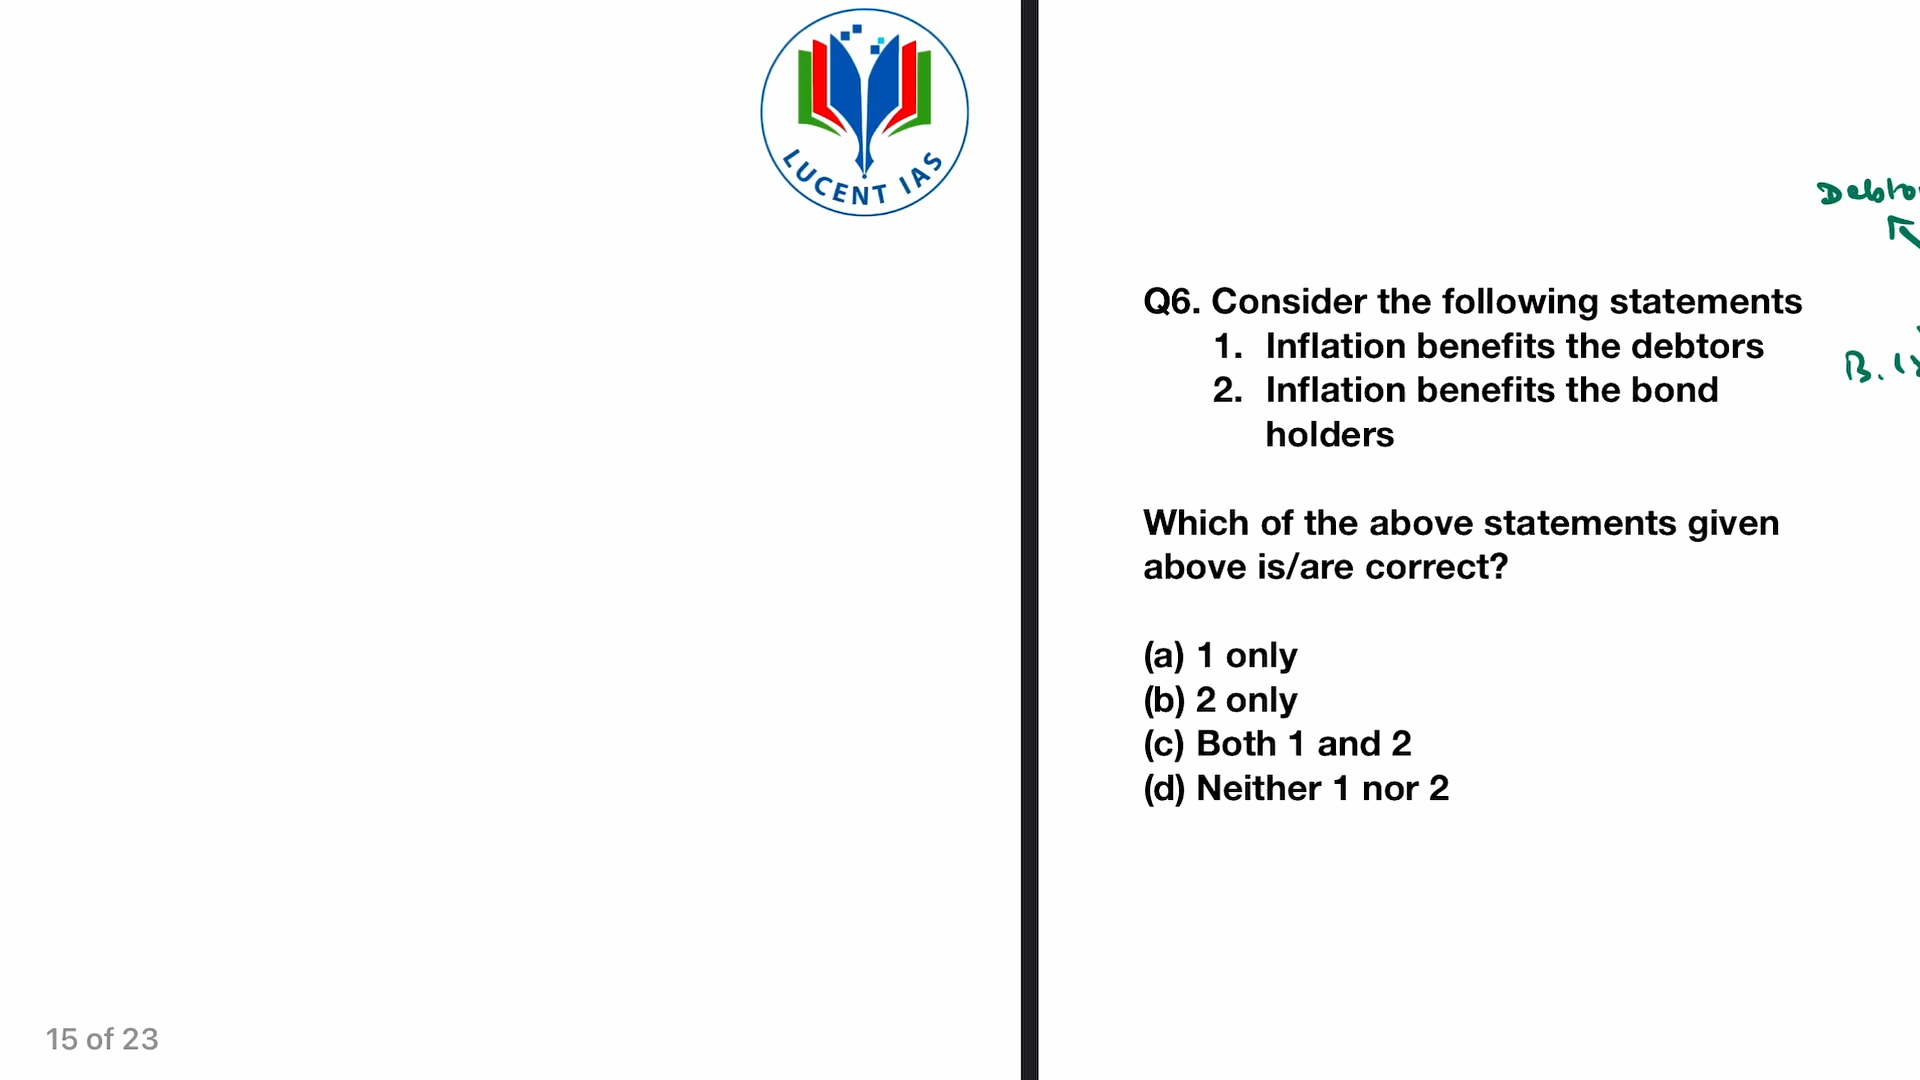 LUCENT IAS
15 of 23
Q6. Consider the following statements
1. Inflation benefits the debtors
2. Inflation benefits the bond
holders
Which of the above statements given
above is/are correct?
(a) 1 only
(b) 2 only
(c) Both 1 and 2
(d) Neither 1 nor 2
Debto